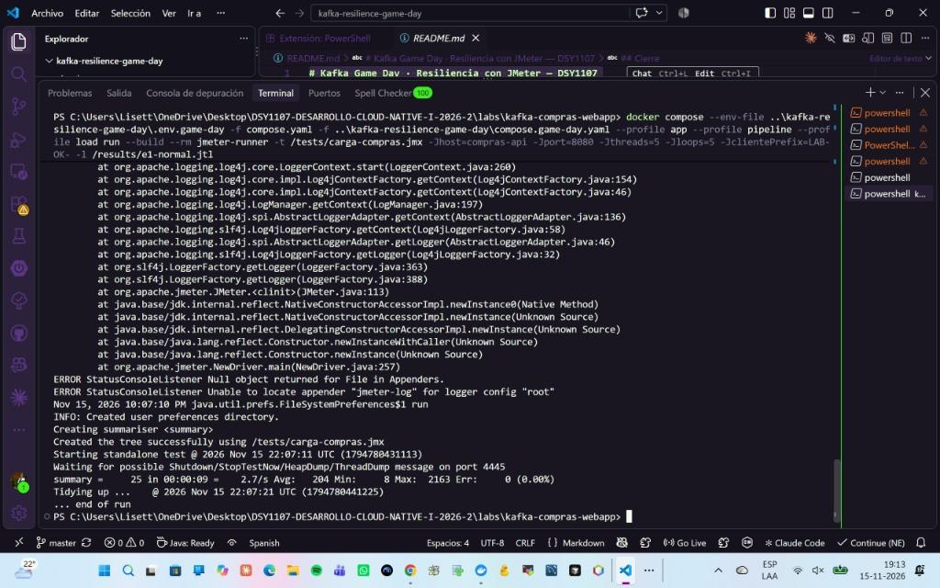 Archivo Editar Selección Ver Ir a ··· kafka-resilience-game-day
Explorador ···
kafka-resilience-game-day
Extensión: PowerShell README.md
README.md > Kafka Game Day · Resiliencia con JMeter — DSY1107 > ## Cierre Editor de texto
1 # Kafka Game Day · Resiliencia con JMeter — DSY1107
Chat Ctrl+L Edit Ctrl+I
Problemas Salida Consola de depuración Terminal Puertos Spell Checker 100
PS C:\Users\Lisett\OneDrive\Desktop\DSY1107-DESARROLLO-CLOUD-NATIVE-I-2026-2\labs\kafka-compras-webapp> docker compose --env-file ..\kafka-re
silience-game-day\.env.game-day -f compose.yaml -f ..\kafka-resilience-game-day\compose.game-day.yaml --profile app --profile pipeline --prof
ile load run --build --rm jmeter-runner -t /tests/carga-compras.jmx -Jhost=compras-api -Jport=8080 -Jthreads=5 -Jloops=5 -JclientePrefix=LAB-
OK- -l /results/e1-normal.jtl
at org.apache.logging.log4j.core.LoggerContext.start(LoggerContext.java:260)
at org.apache.logging.log4j.core.impl.Log4jContextFactory.getContext(Log4jContextFactory.java:154)
at org.apache.logging.log4j.core.impl.Log4jContextFactory.getContext(Log4jContextFactory.java:46)
at org.apache.logging.log4j.LogManager.getContext(LogManager.java:197)
at org.apache.logging.log4j.spi.AbstractLoggerAdapter.getContext(AbstractLoggerAdapter.java:136)
at org.apache.logging.slf4j.Log4jLoggerFactory.getContext(Log4jLoggerFactory.java:58)
at org.apache.logging.log4j.spi.AbstractLoggerAdapter.getLogger(AbstractLoggerAdapter.java:46)
at org.apache.logging.slf4j.Log4jLoggerFactory.getLogger(Log4jLoggerFactory.java:32)
at org.slf4j.LoggerFactory.getLogger(LoggerFactory.java:363)
at org.slf4j.LoggerFactory.getLogger(LoggerFactory.java:388)
at org.apache.jmeter.JMeter.<clinit>(JMeter.java:113)
at java.base/jdk.internal.reflect.NativeConstructorAccessorImpl.newInstance0(Native Method)
at java.base/jdk.internal.reflect.NativeConstructorAccessorImpl.newInstance(Unknown Source)
at java.base/jdk.internal.reflect.DelegatingConstructorAccessorImpl.newInstance(Unknown Source)
at java.base/java.lang.reflect.Constructor.newInstanceWithCaller(Unknown Source)
at java.base/java.lang.reflect.Constructor.newInstance(Unknown Source)
at org.apache.jmeter.NewDriver.main(NewDriver.java:257)
ERROR StatusConsoleListener Null object returned for File in Appenders.
ERROR StatusConsoleListener Unable to locate appender "jmeter-log" for logger config "root"
Nov 15, 2026 10:07:10 PM java.util.prefs.FileSystemPreferences$1 run
INFO: Created user preferences directory.
Creating summariser <summary>
Created the tree successfully using /tests/carga-compras.jmx
Starting standalone test @ 2026 Nov 15 22:07:11 UTC (1794780431113)
Waiting for possible Shutdown/StopTestNow/HeapDump/ThreadDump message on port 4445
summary = 25 in 00:00:09 = 2.7/s Avg: 204 Min: 8 Max: 2163 Err: 0 (0.00%)
Tidying up ... @ 2026 Nov 15 22:07:21 UTC (1794780441225)
... end of run
PS C:\Users\Lisett\OneDrive\Desktop\DSY1107-DESARROLLO-CLOUD-NATIVE-I-2026-2\labs\kafka-compras-webapp>
powershell
powershell
PowerShel...
powershell
powershell
powershell k...
master 0 0 Java: Ready Spanish Espacios: 4 UTF-8 CRLF {} Markdown Go Live Claude Code Continue (NE)
22° ESP LAA 19:13 15-11-2026